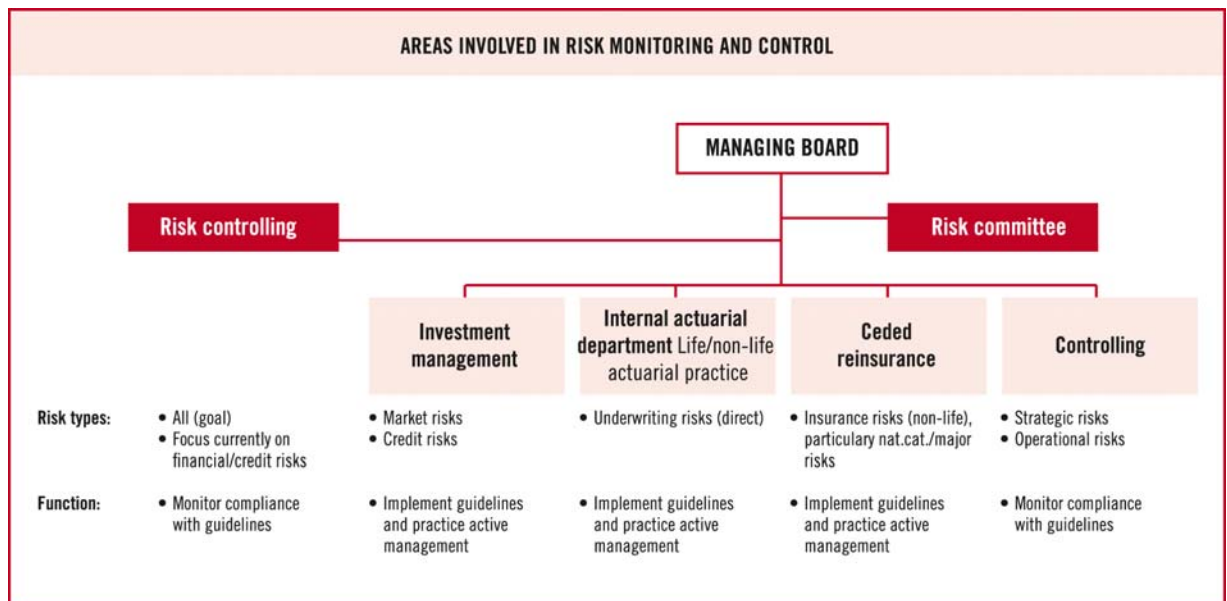 AREAS INVOLVED IN RISK MONITORING AND CONTROL
MANAGING BOARD
Risk controlling
Risk committee
Investment
management
Internal actuarial
department Life/non-life
actuarial practice
Ceded
reinsurance
Controlling
Risk types:
• All (goal)
• Focus currently on
financial/credit risks
• Market risks
• Credit risks
• Underwriting risks (direct)
• Insurance risks (non-life),
particulary nat.cat./major
risks
• Strategic risks
• Operational risks
Function:
• Monitor compliance
with guidelines
• Implement guidelines
and practice active
management
• Implement guidelines
and practice active
management
• Implement guidelines
and practice active
management
• Monitor compliance
with guidelines